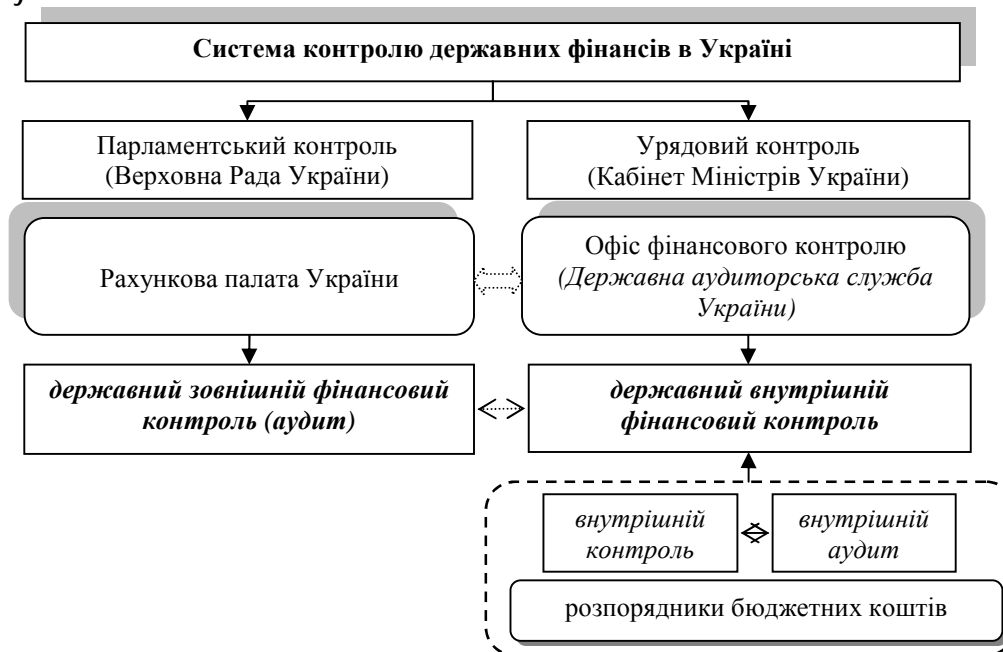 у
Система контролю державних фінансів в Україні
Парламентський контроль
(Верховна Рада України)
Урядовий контроль
(Кабінет Міністрів України)
Рахункова палата України
Офіс фінансового контролю
(Державна аудиторська служба
України)
державний зовнішній фінансовий
контроль (аудит)
державний внутрішній
фінансовий контроль
внутрішній
контроль
внутрішній
аудит
розпорядники бюджетних коштів